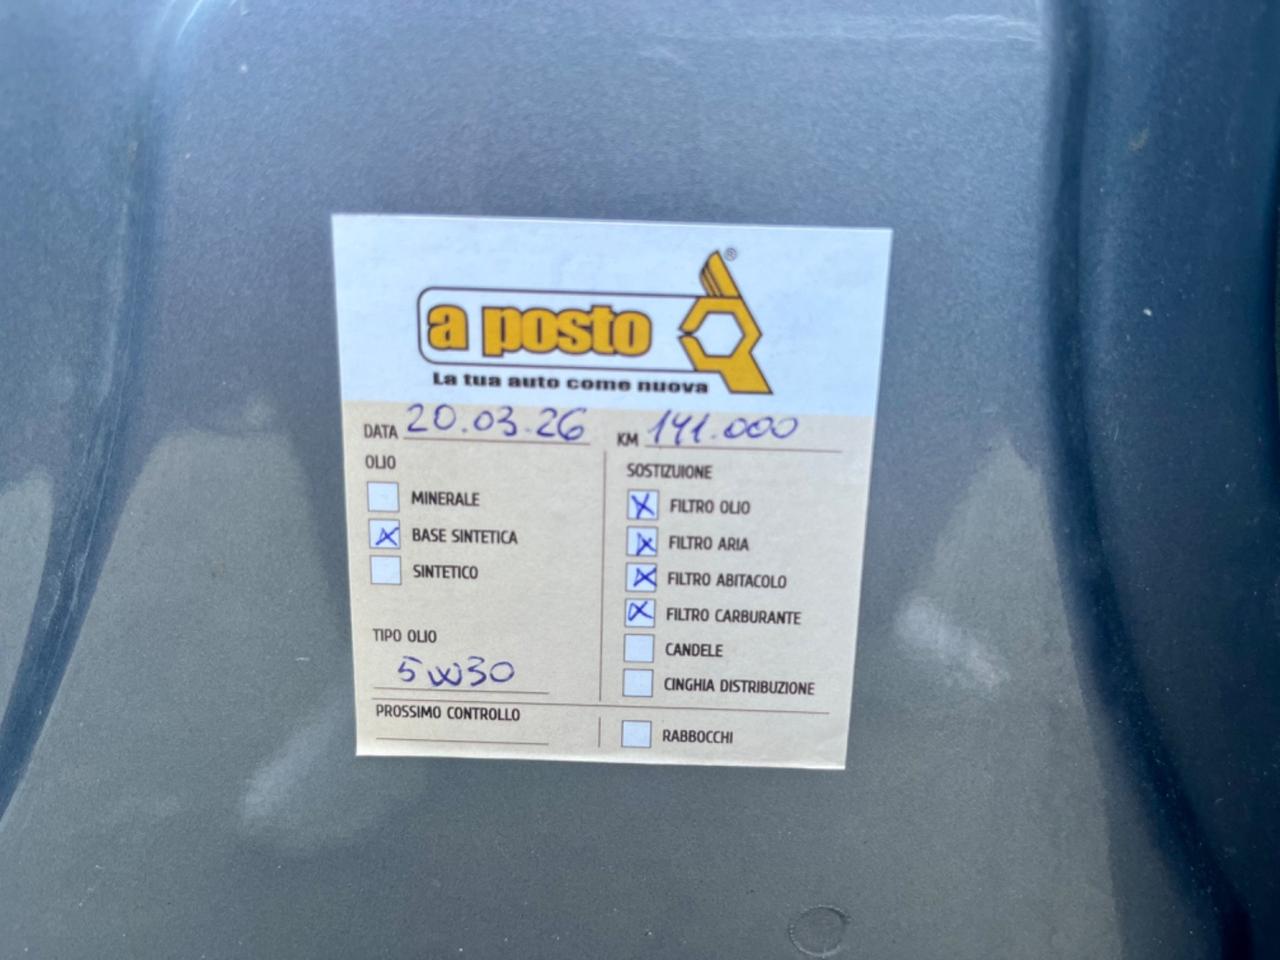 a posto ®
La tua auto come nuova
DATA 20.03.26 KM 141.000
OLIO
MINERALE
BASE SINTETICA
SINTETICO
TIPO OLIO
5W30
PROSSIMO CONTROLLO
SOSTIZUIONE
FILTRO OLIO
FILTRO ARIA
FILTRO ABITACOLO
FILTRO CARBURANTE
CANDELE
CINGHIA DISTRIBUZIONE
RABBOCCHI